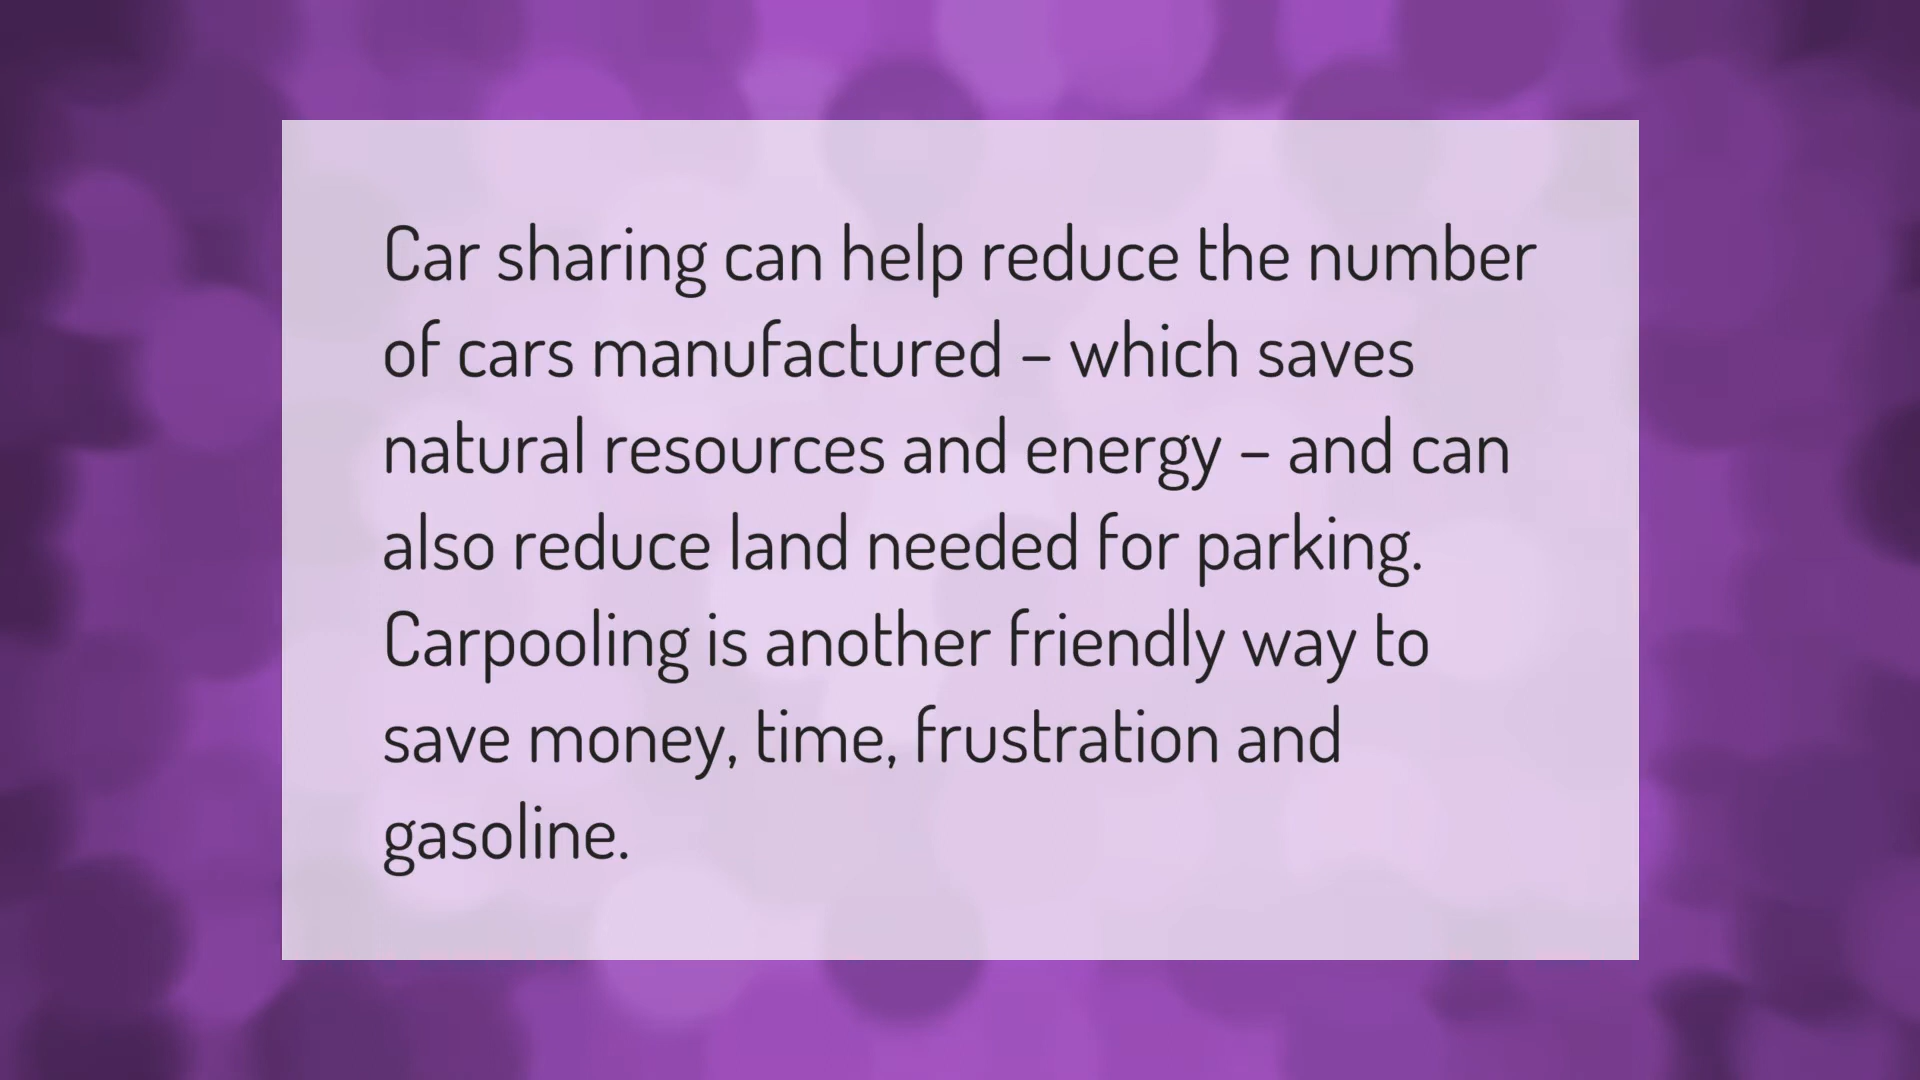 Car sharing can help reduce the number
of cars manufactured – which saves
natural resources and energy – and can
also reduce land needed for parking.
Carpooling is another friendly way to
save money, time, frustration and
gasoline.